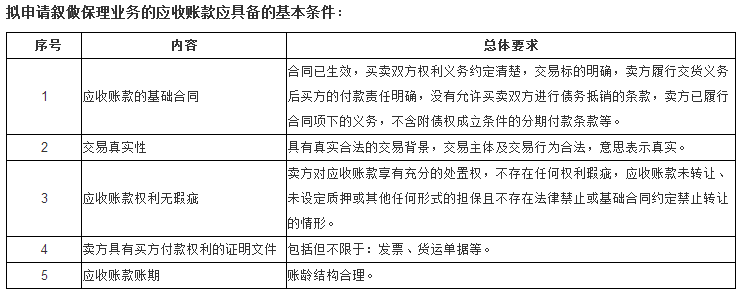 拟申请叙做保理业务的应收账款应具备的基本条件：
序号 内容 总体要求
1 应收账款的基础合同 合同已生效，买卖双方权利义务约定清楚，交易标的明确，卖方履行交货义务
后买方的付款责任明确，没有允许买卖双方进行债务抵销的条款，卖方已履行
合同项下的义务，不含附债权成立条件的分期付款条款等。
2 交易真实性 具有真实合法的交易背景，交易主体及交易行为合法，意思表示真实。
3 应收账款权利无瑕疵 卖方对应收账款享有充分的处置权，不存在任何权利瑕疵，应收账款未转让、
未设定质押或其他任何形式的担保且不存在法律禁止或基础合同约定禁止转让
的情形。
4 卖方具有买方付款权利的证明文件 包括但不限于：发票、货运单据等。
5 应收账款账期 账龄结构合理。